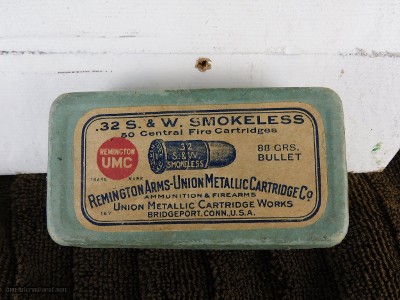 .32 S. & W. SMOKELESS
50 Central Fire Cartridges
REMINGTON
UMC
TRADE MARK
.32
S. & W.
SMOKELESS
88 GRS.
BULLET
REMINGTON ARMS-UNION METALLIC CARTRIDGE CO.
AMMUNITION & FIREARMS
UNION METALLIC CARTRIDGE WORKS
BRIDGEPORT, CONN., U.S.A.